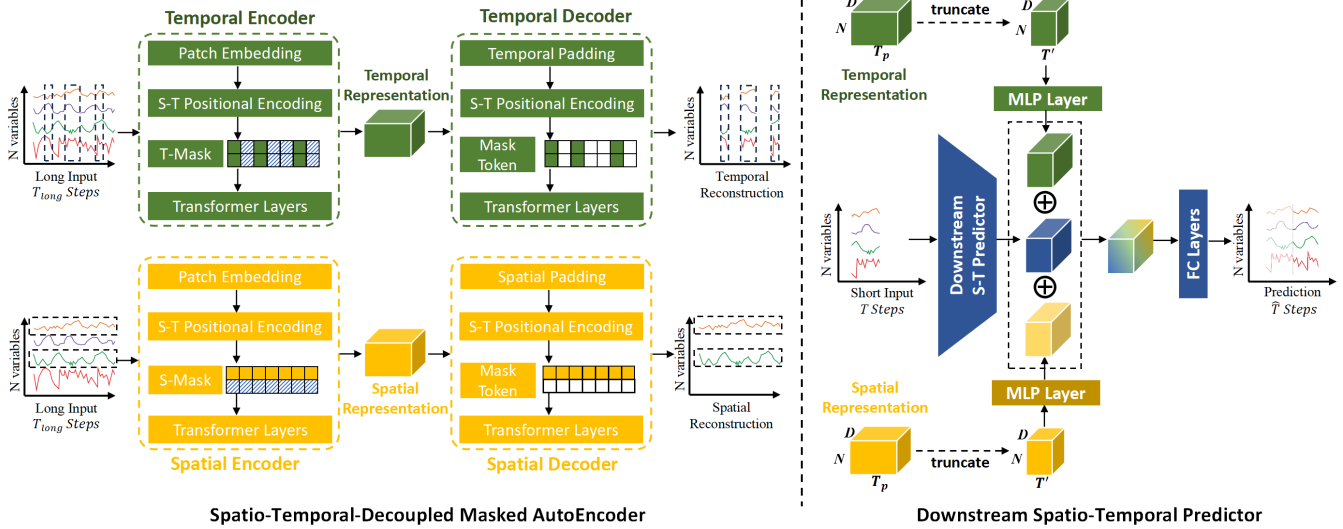 Temporal Encoder
Patch Embedding
S-T Positional Encoding
T-Mask
Transformer Layers
N variables
Long Input
T_long Steps
Temporal
Representation
Temporal Decoder
Temporal Padding
S-T Positional Encoding
Mask
Token
Transformer Layers
N variables
Temporal
Reconstruction
Patch Embedding
S-T Positional Encoding
S-Mask
Transformer Layers
Spatial Encoder
N variables
Long Input
T_long Steps
Spatial
Representation
Spatial Padding
S-T Positional Encoding
Mask
Token
Transformer Layers
Spatial Decoder
N variables
Spatial
Reconstruction
Spatio-Temporal-Decoupled Masked AutoEncoder
D
N
T_p
truncate
D
N
T'
Temporal
Representation
MLP Layer
N variables
Short Input
T Steps
Downstream
S-T Predictor
FC Layers
N variables
Prediction
T̂ Steps
MLP Layer
Spatial
Representation
D
N
T_p
truncate
D
N
T'
Downstream Spatio-Temporal Predictor